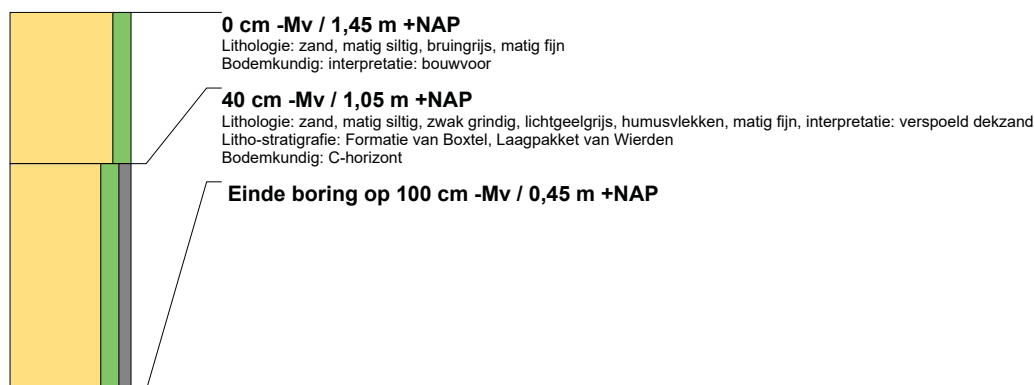 0 cm -Mv / 1,45 m +NAP
Lithologie: zand, matig siltig, bruingrijs, matig fijn
Bodemkundig: interpretatie: bouwvoor
40 cm -Mv / 1,05 m +NAP
Lithologie: zand, matig siltig, zwak grindig, lichtgeelgrijs, humusvlekken, matig fijn, interpretatie: verspoeld dekzand
Litho-stratigrafie: Formatie van Boxtel, Laagpakket van Wierden
Bodemkundig: C-horizont
Einde boring op 100 cm -Mv / 0,45 m +NAP